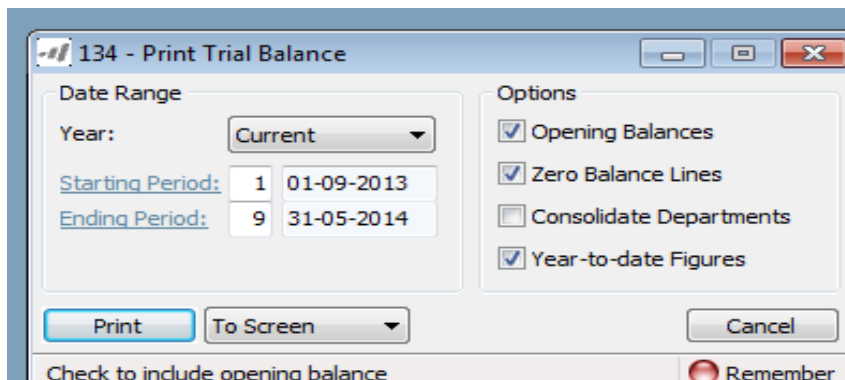 134 - Print Trial Balance
Date Range
Year: Current
Starting Period: 1 01-09-2013
Ending Period: 9 31-05-2014
Options
Opening Balances
Zero Balance Lines
Consolidate Departments
Year-to-date Figures
Print To Screen Cancel
Check to include opening balance Remember